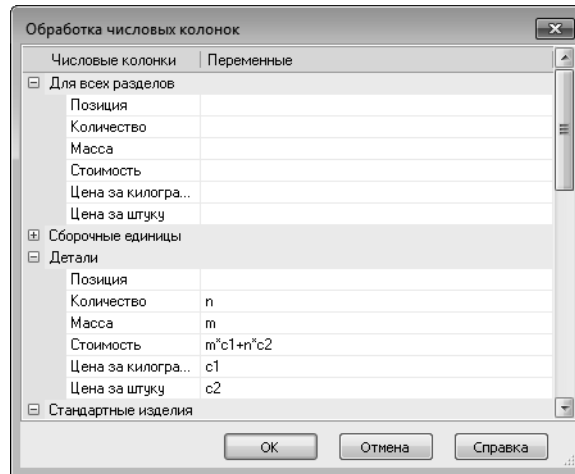 Обработка числовых колонок
Числовые колонки Переменные
Для всех разделов
Позиция
Количество
Масса
Стоимость
Цена за килогра...
Цена за штуку
Сборочные единицы
Детали
Позиция
Количество n
Масса m
Стоимость m*c1+n*c2
Цена за килогра... c1
Цена за штуку c2
Стандартные изделия
OK Отмена Справка